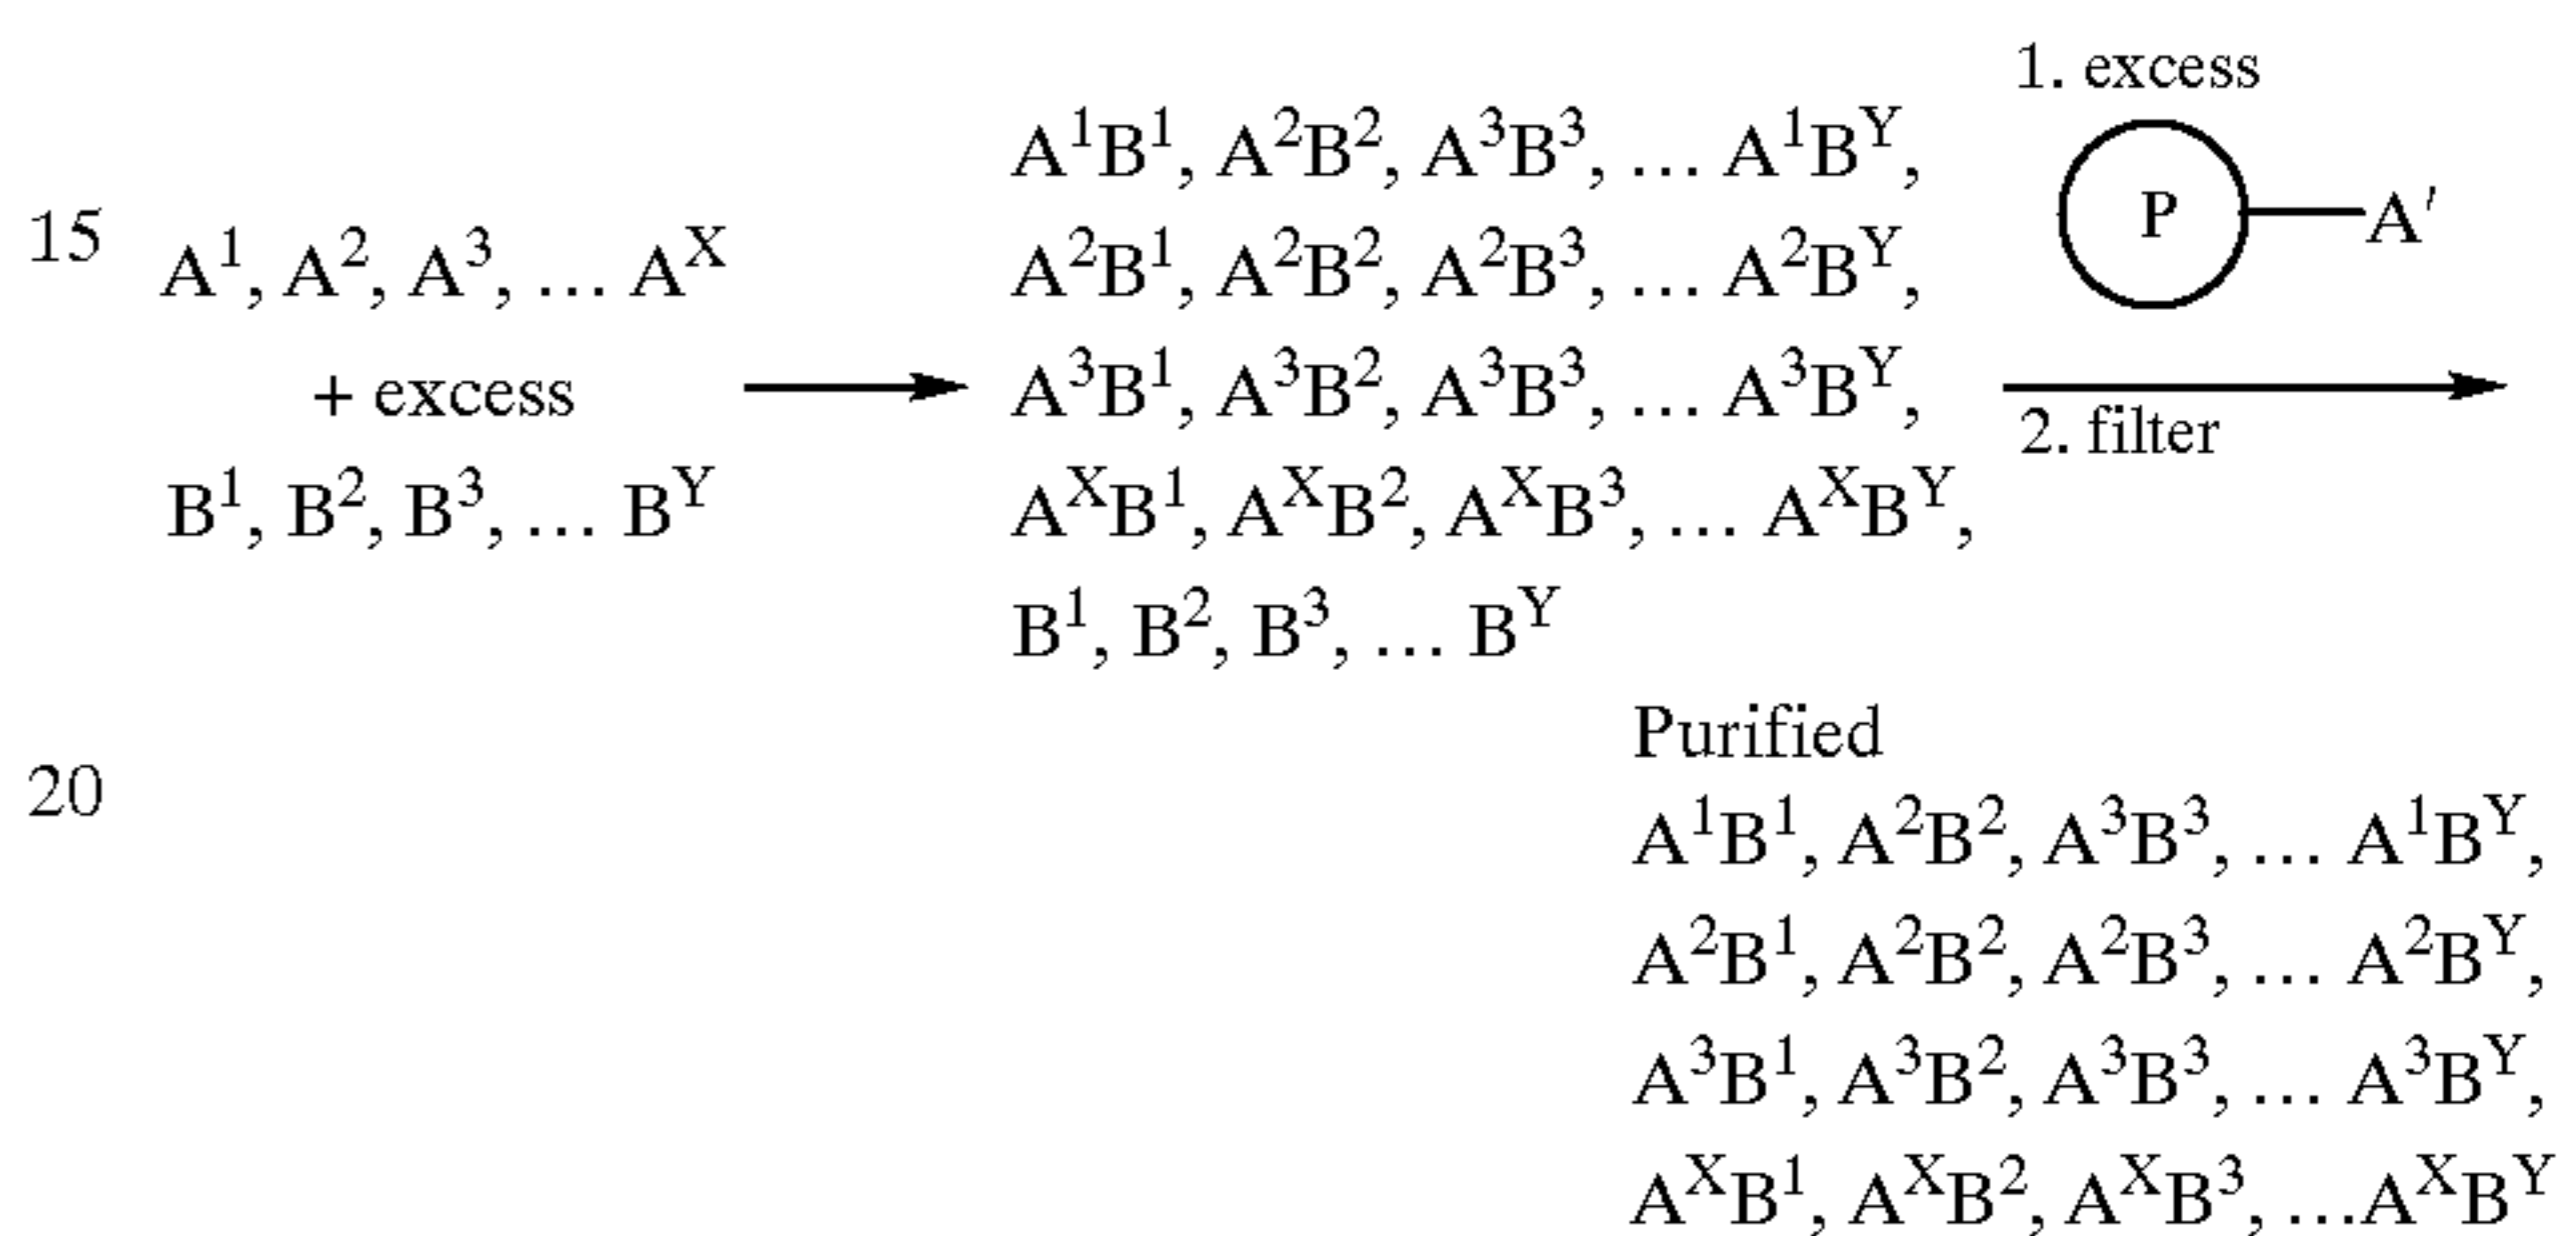 1. excess
A¹B¹, A²B², A³B³, ... A¹Bʸ,
P A′
15 A¹, A², A³, ... Aˣ
A²B¹, A²B², A²B³, ... A²Bʸ,
+ excess
A³B¹, A³B², A³B³, ... A³Bʸ,
2. filter
B¹, B², B³, ... Bʸ
AˣB¹, AˣB², AˣB³, ... AˣBʸ,
B¹, B², B³, ... Bʸ
Purified
20
A¹B¹, A²B², A³B³, ... A¹Bʸ,
A²B¹, A²B², A²B³, ... A²Bʸ,
A³B¹, A³B², A³B³, ... A³Bʸ,
AˣB¹, AˣB², AˣB³, ...AˣBʸ